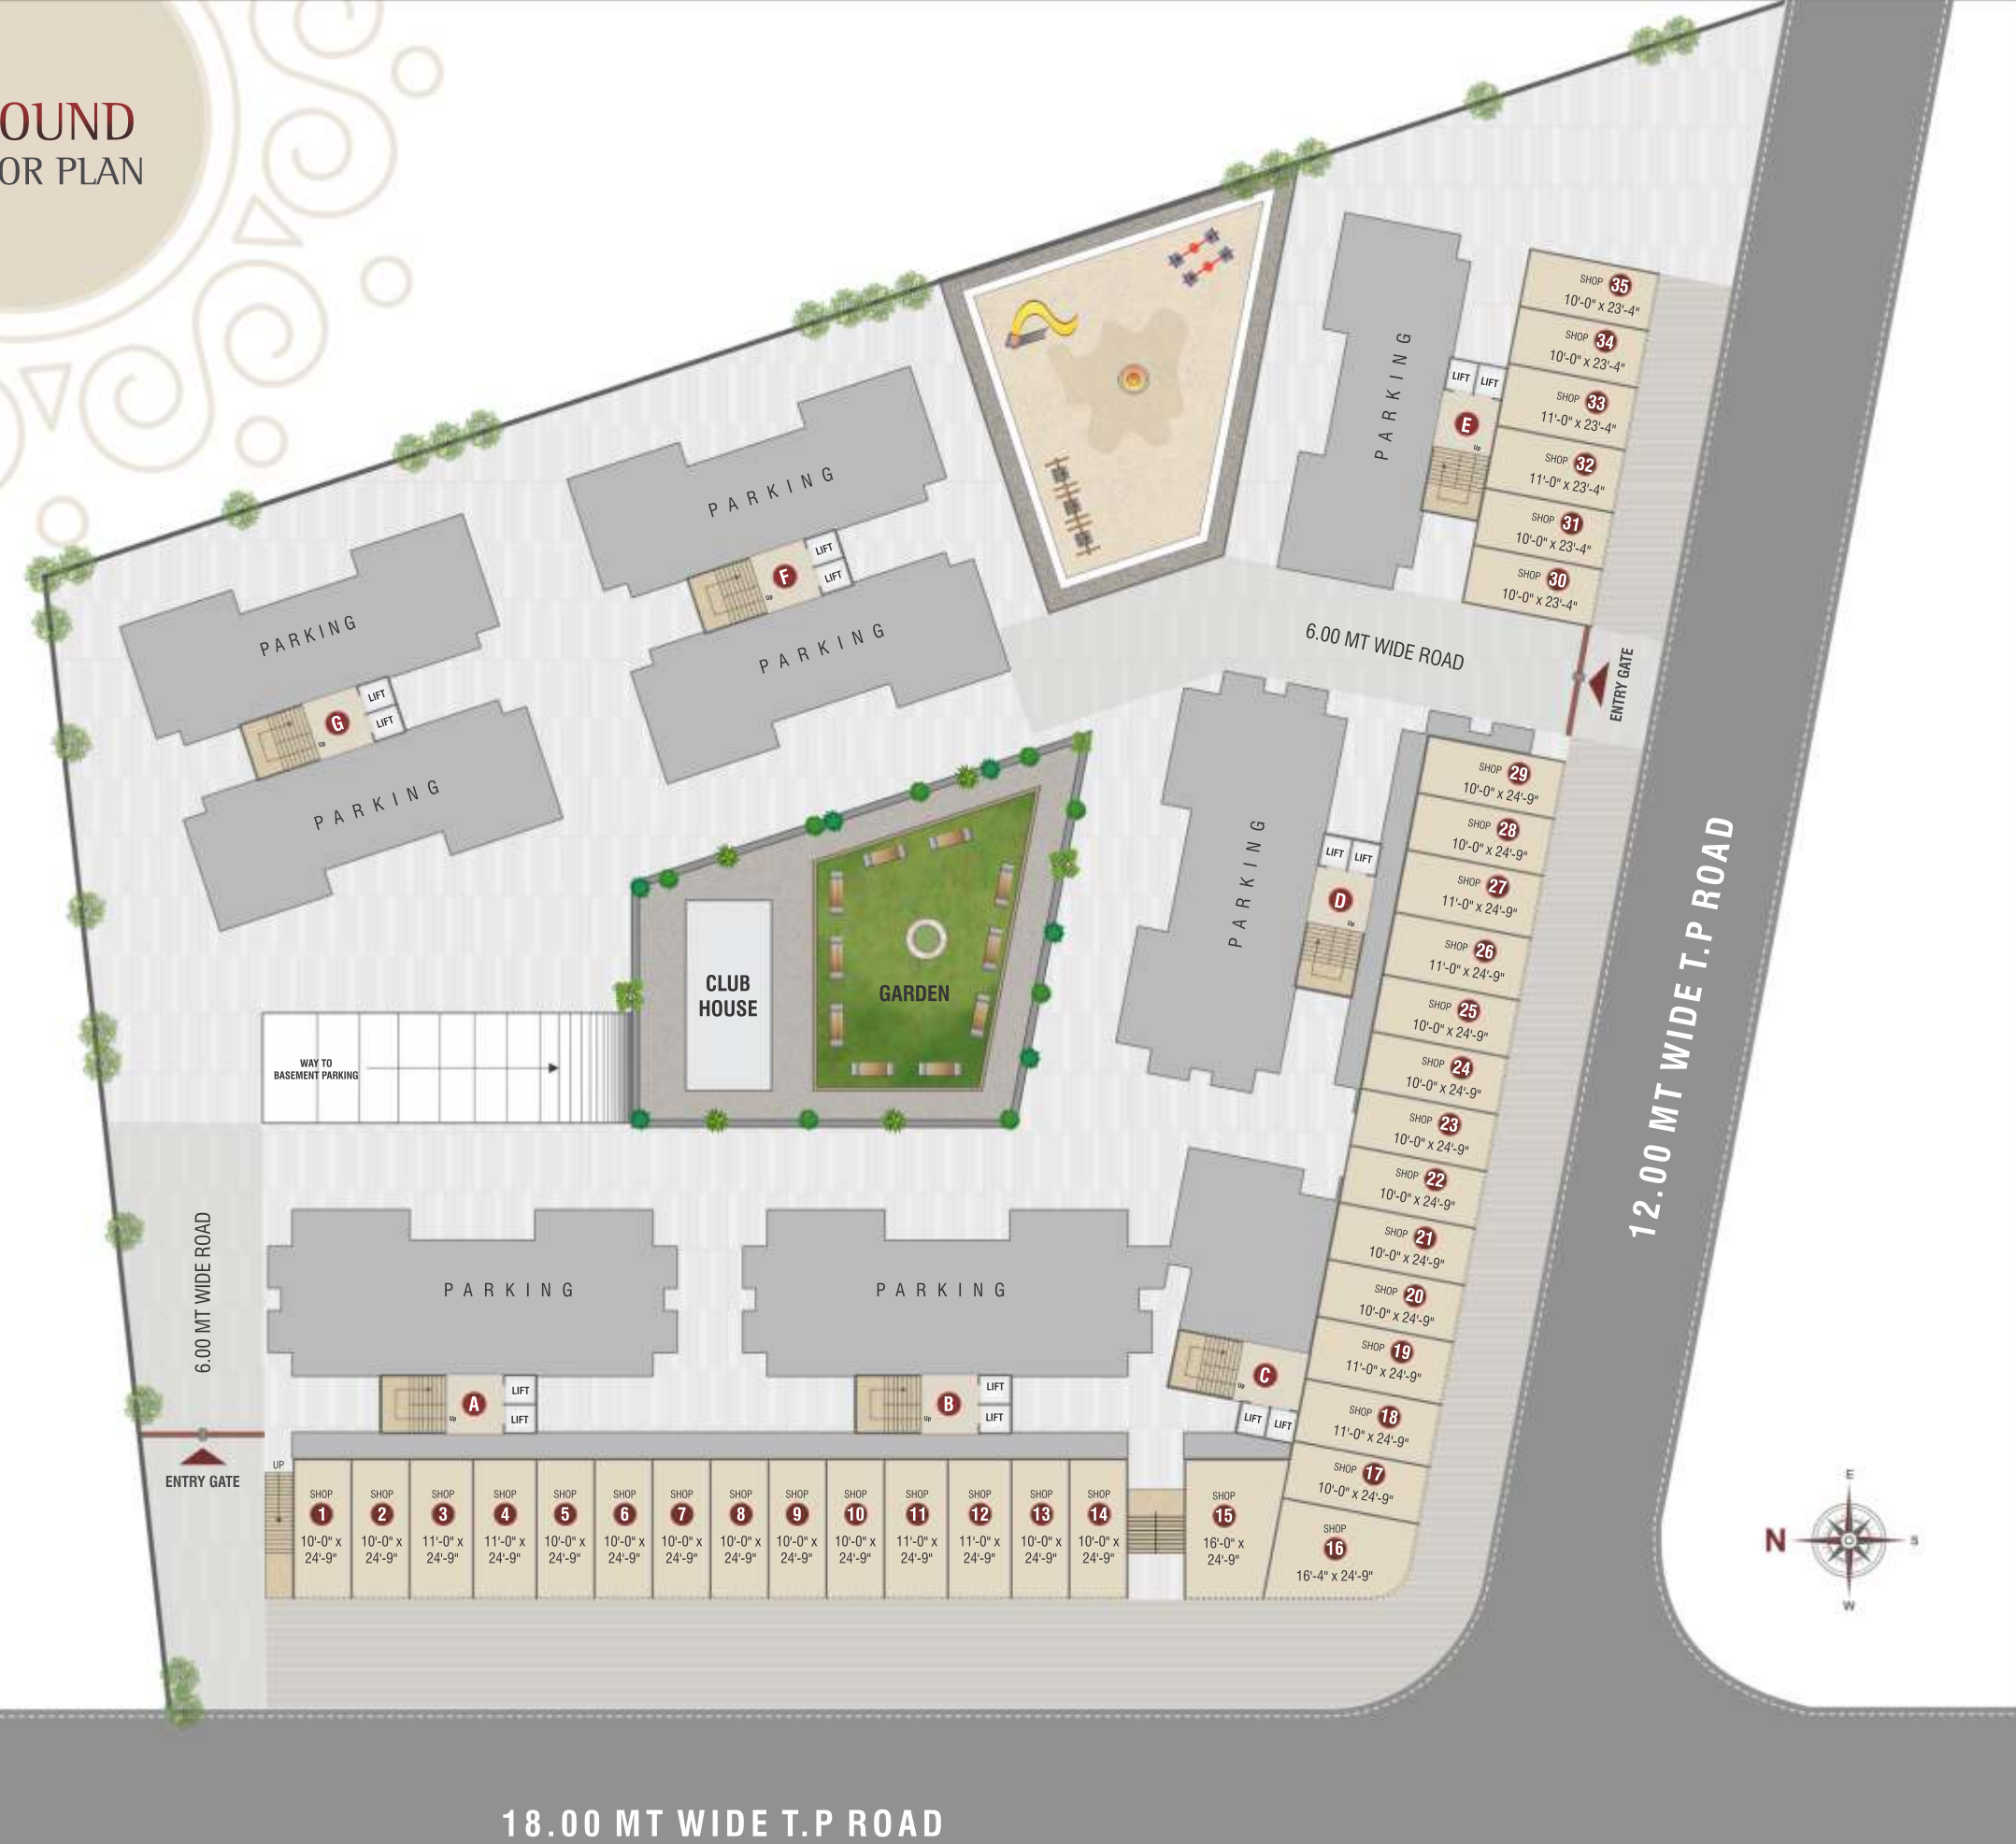 OUND
OOR PLAN
SHOP 35
10'-0" x 23'-4"
SHOP 34
10'-0" x 23'-4"
SHOP 33
11'-0" x 23'-4"
SHOP 32
11'-0" x 23'-4"
SHOP 31
10'-0" x 23'-4"
SHOP 30
10'-0" x 23'-4"
PARKING
LIFT LIFT
E
Up
PARKING
F
Up
LIFT
LIFT
PARKING
PARKING
G
Up
LIFT
LIFT
PARKING
6.00 MT WIDE ROAD
ENTRY GATE
SHOP 29
10'-0" x 24'-9"
SHOP 28
10'-0" x 24'-9"
SHOP 27
11'-0" x 24'-9"
SHOP 26
11'-0" x 24'-9"
SHOP 25
10'-0" x 24'-9"
SHOP 24
10'-0" x 24'-9"
SHOP 23
10'-0" x 24'-9"
SHOP 22
10'-0" x 24'-9"
SHOP 21
10'-0" x 24'-9"
SHOP 20
10'-0" x 24'-9"
SHOP 19
11'-0" x 24'-9"
SHOP 18
11'-0" x 24'-9"
SHOP 17
10'-0" x 24'-9"
SHOP
16
16'-4" x 24'-9"
PARKING
LIFT LIFT
D
Up
12.00 MT WIDE T.P ROAD
CLUB
HOUSE
GARDEN
WAY TO
BASEMENT PARKING
6.00 MT WIDE ROAD
PARKING
PARKING
A
Up
LIFT
LIFT
B
Up
LIFT
LIFT
C
Up
LIFT LIFT
ENTRY GATE
UP
SHOP
1
10'-0" x
24'-9"
SHOP
2
10'-0" x
24'-9"
SHOP
3
11'-0" x
24'-9"
SHOP
4
11'-0" x
24'-9"
SHOP
5
10'-0" x
24'-9"
SHOP
6
10'-0" x
24'-9"
SHOP
7
10'-0" x
24'-9"
SHOP
8
10'-0" x
24'-9"
SHOP
9
10'-0" x
24'-9"
SHOP
10
10'-0" x
24'-9"
SHOP
11
11'-0" x
24'-9"
SHOP
12
11'-0" x
24'-9"
SHOP
13
10'-0" x
24'-9"
SHOP
14
10'-0" x
24'-9"
SHOP
15
16'-0" x
24'-9"
E
N
S
W
18.00 MT WIDE T.P ROAD